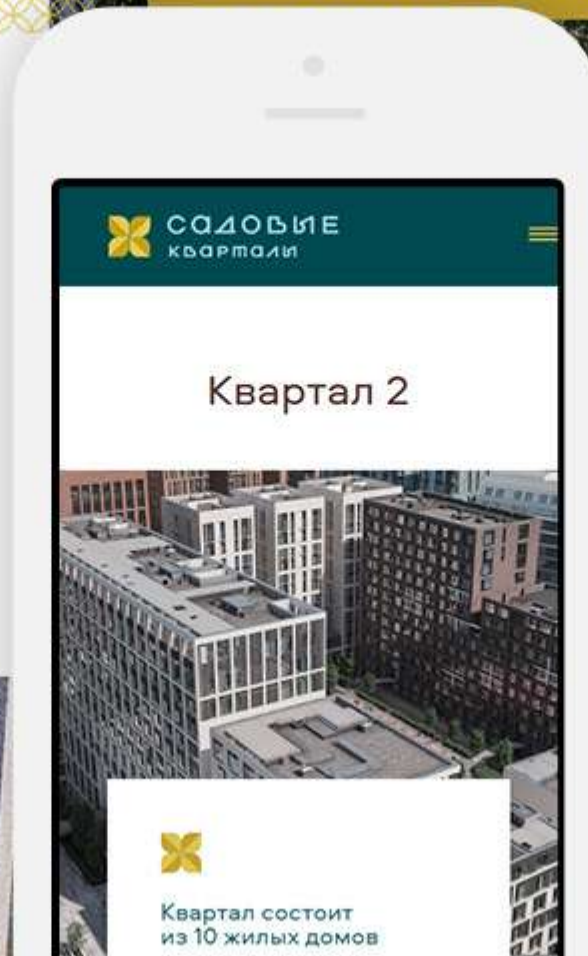 САДОВЫЕ
КВАРТАЛЫ
Квартал 2
Квартал состоит
из 10 жилых домов